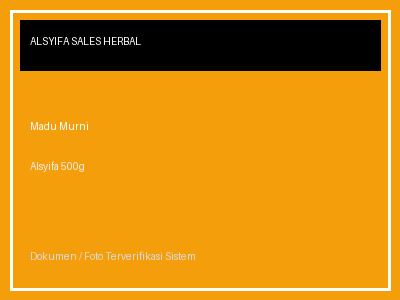 ALSYIFA SALES HERBAL
Madu Murni
Alsyifa 500g
Dokumen / Foto Terverifikasi Sistem